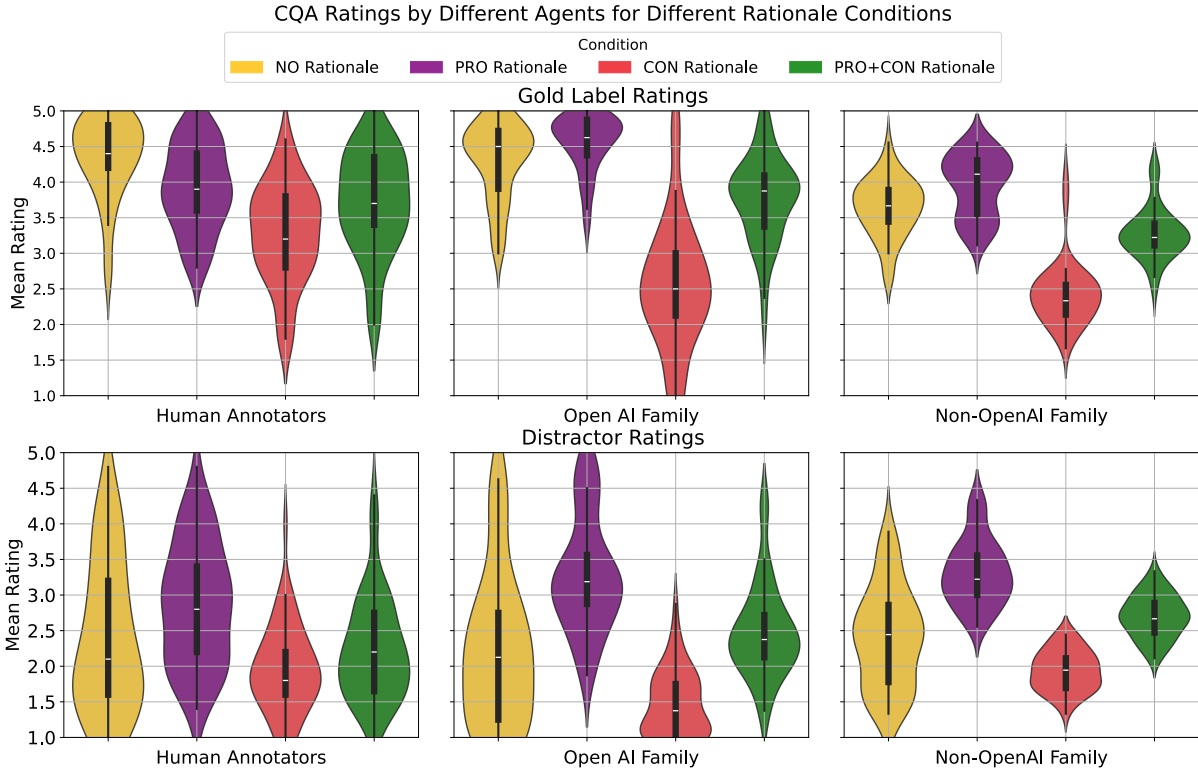 CQA Ratings by Different Agents for Different Rationale Conditions
Condition
NO Rationale PRO Rationale CON Rationale PRO+CON Rationale
Gold Label Ratings
Mean Rating
5.0
4.5
4.0
3.5
3.0
2.5
2.0
1.5
1.0
Human Annotators Open AI Family Non-OpenAI Family
Distractor Ratings
Mean Rating
5.0
4.5
4.0
3.5
3.0
2.5
2.0
1.5
1.0
Human Annotators Open AI Family Non-OpenAI Family